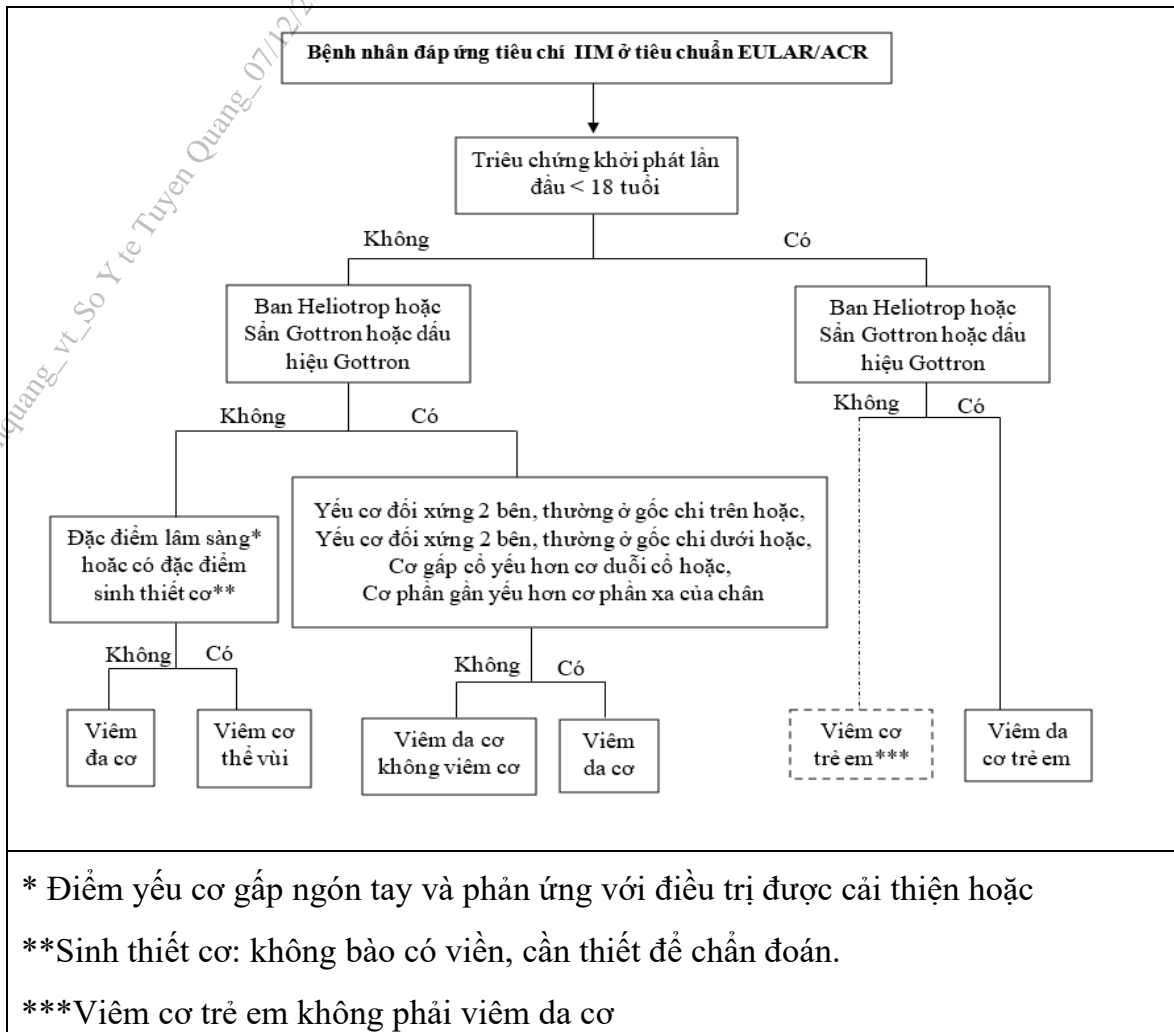 Bệnh nhân đáp ứng tiêu chí IIM ở tiêu chuẩn EULAR/ACR
Triêu chứng khởi phát lần
đầu < 18 tuổi
Không
Có
Ban Heliotrop hoặc
Sẩn Gottron hoặc dấu
hiệu Gottron
Ban Heliotrop hoặc
Sẩn Gottron hoặc dấu
hiệu Gottron
Không
Có
Không
Có
Đặc điểm lâm sàng*
hoặc có đặc điểm
sinh thiết cơ**
Yếu cơ đối xứng 2 bên, thường ở gốc chi trên hoặc,
Yếu cơ đối xứng 2 bên, thường ở gốc chi dưới hoặc,
Cơ gấp cổ yếu hơn cơ duỗi cổ hoặc,
Cơ phần gần yếu hơn cơ phần xa của chân
Không
Có
Không
Có
Viêm
đa cơ
Viêm cơ
thể vùi
Viêm da cơ
không viêm cơ
Viêm
da cơ
Viêm cơ
trẻ em***
Viêm da
cơ trẻ em
* Điểm yếu cơ gấp ngón tay và phản ứng với điều trị được cải thiện hoặc
**Sinh thiết cơ: không bào có viền, cần thiết để chẩn đoán.
***Viêm cơ trẻ em không phải viêm da cơ
quang_vt_So Y te Tuyen Quang_07/12/2